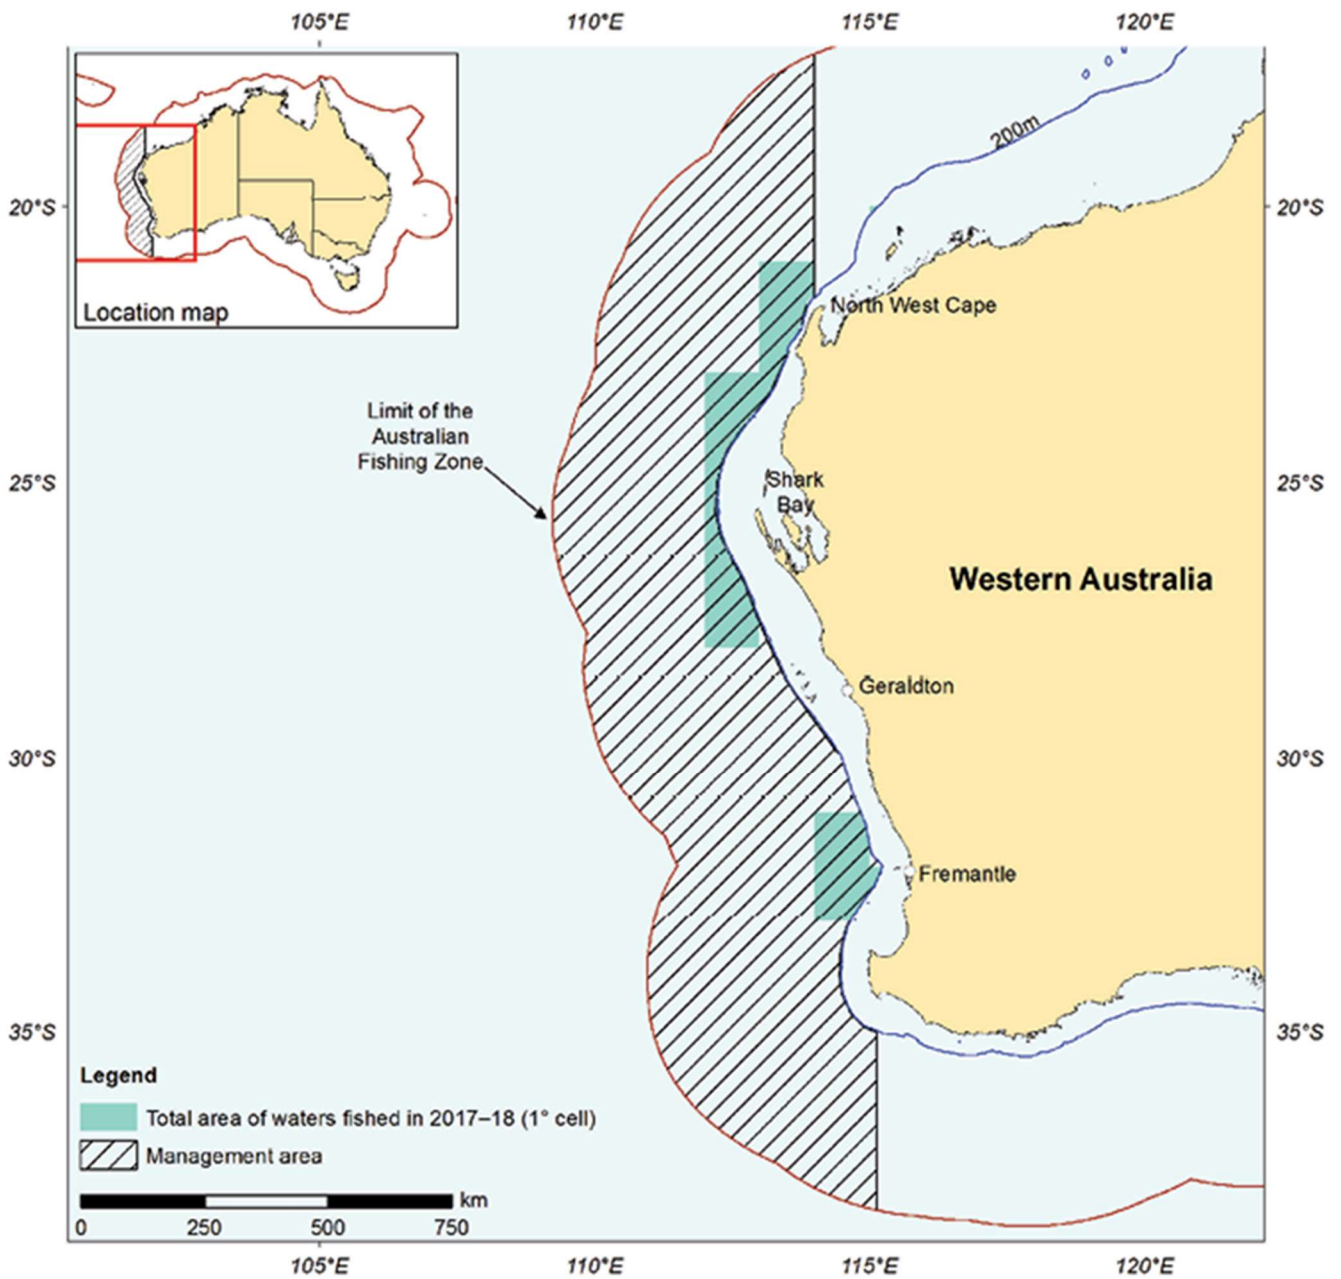 105°E 110°E 115°E 120°E
200m
20°S 20°S
Location map
North West Cape
Limit of the
Australian
Fishing Zone
25°S 25°S
Shark
Bay
Western Australia
Geraldton
30°S 30°S
Fremantle
35°S 35°S
Legend
Total area of waters fished in 2017–18 (1° cell)
Management area
km
0 250 500 750
105°E 110°E 115°E 120°E